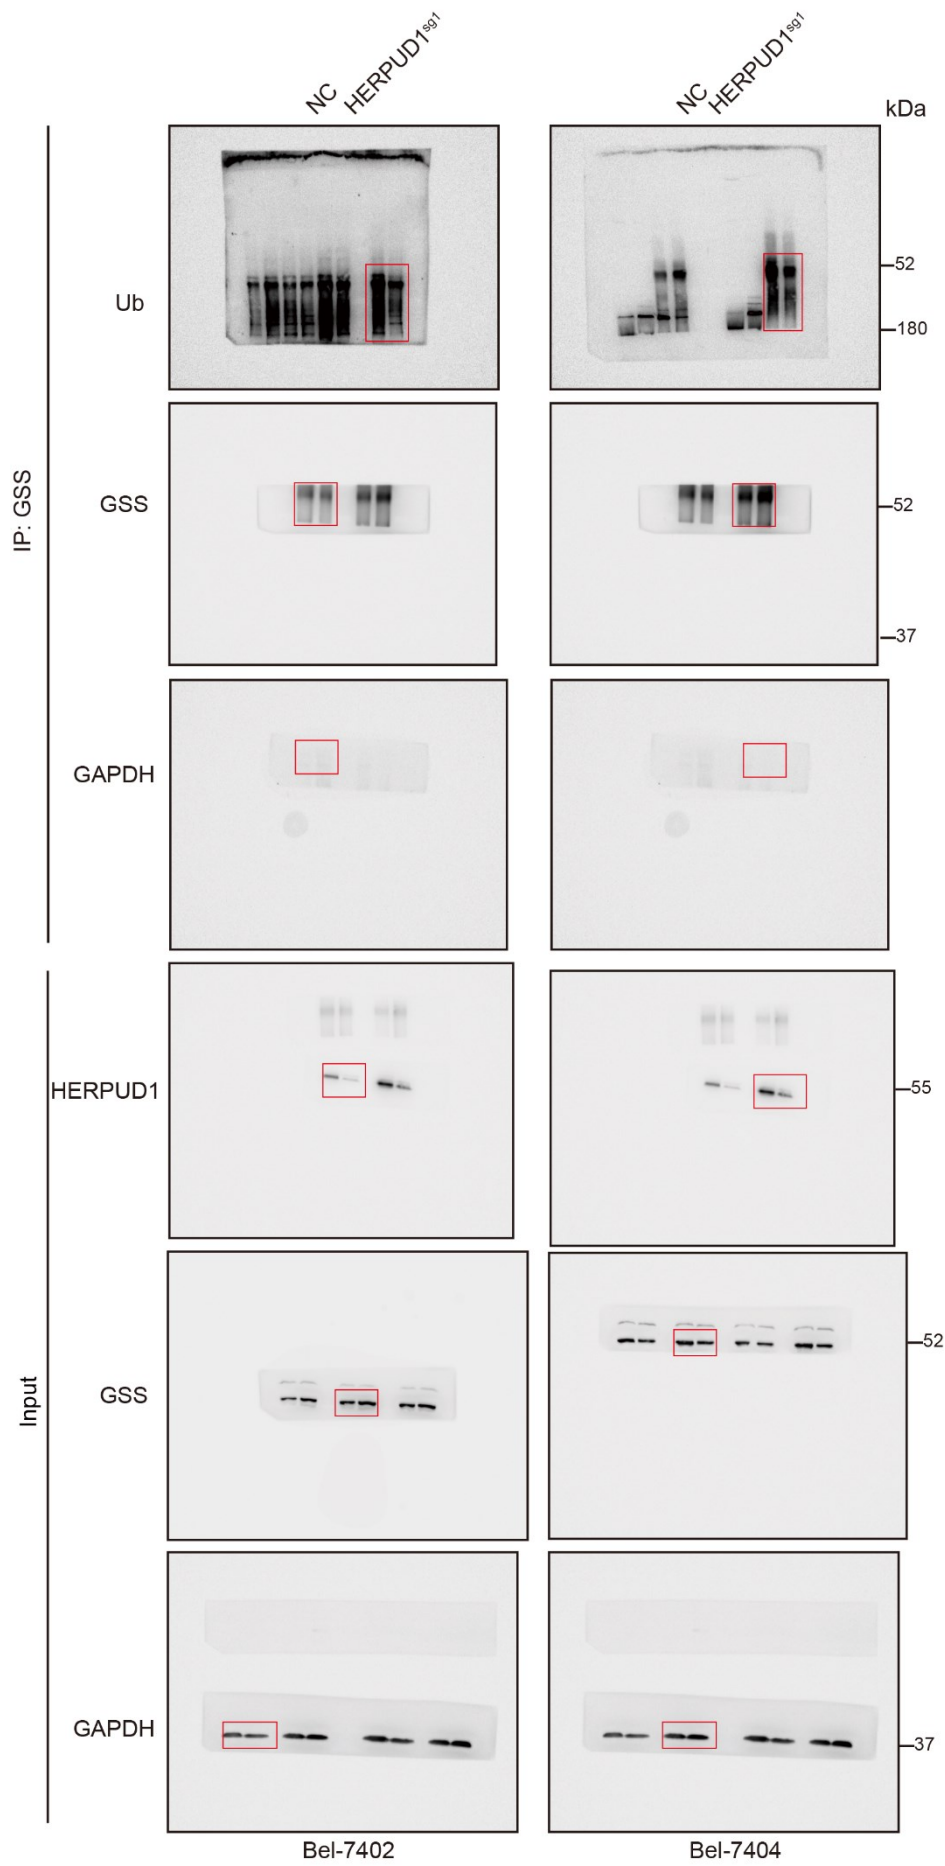 NC HERPUD1sg1 NC HERPUD1sg1
kDa
IP: GSS
Ub
52
180
GSS
52
37
GAPDH
Input
HERPUD1
55
GSS
52
GAPDH
37
Bel-7402 Bel-7404